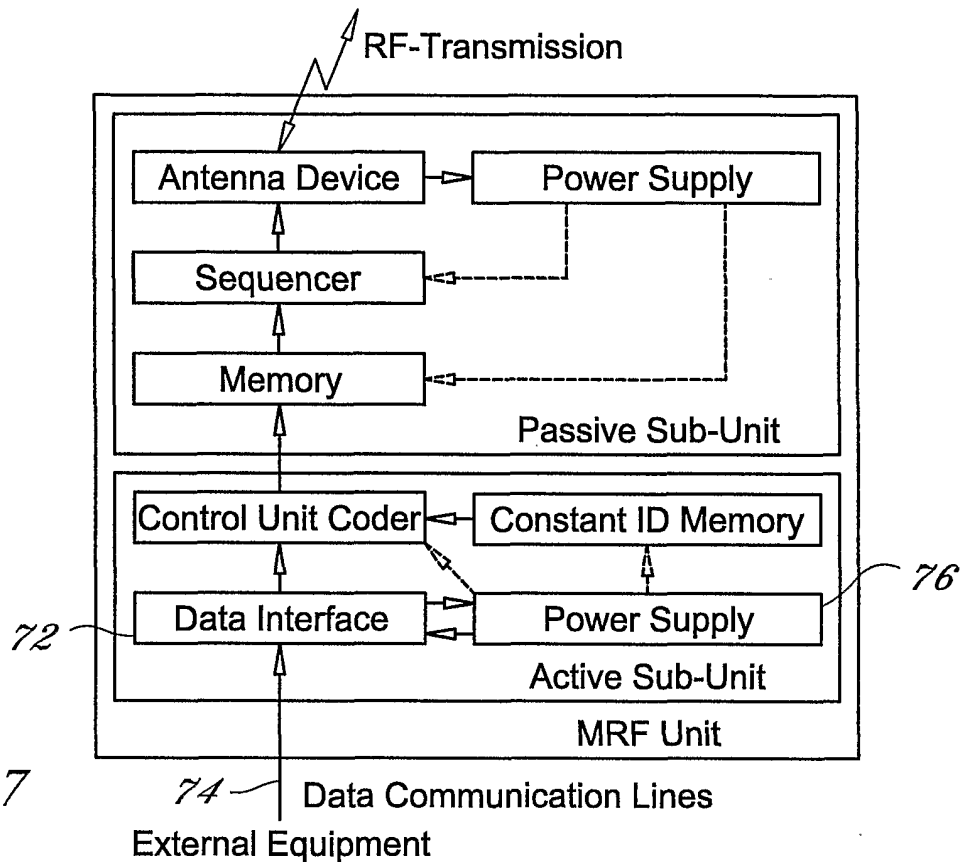 RF-Transmission
Antenna Device
Power Supply
Sequencer
Memory
Passive Sub-Unit
Control Unit Coder
Constant ID Memory
76
72
Data Interface
Power Supply
Active Sub-Unit
MRF Unit
7
74
Data Communication Lines
External Equipment